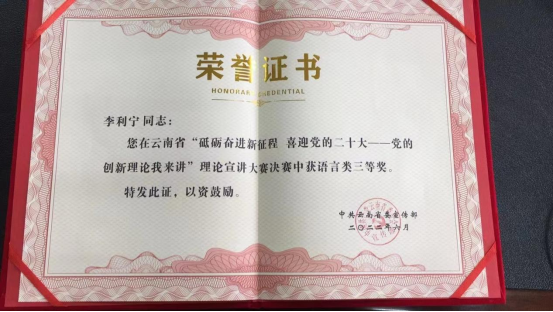 荣誉证书
HONORARY CREDENTIAL
李利宁同志：
您在云南省“砥砺奋进新征程 喜迎党的二十大——党的
创新理论我来讲”理论宣讲大赛决赛中获语言类三等奖。
特发此证，以资鼓励。
中共云南省委宣传部
二〇二二年六月